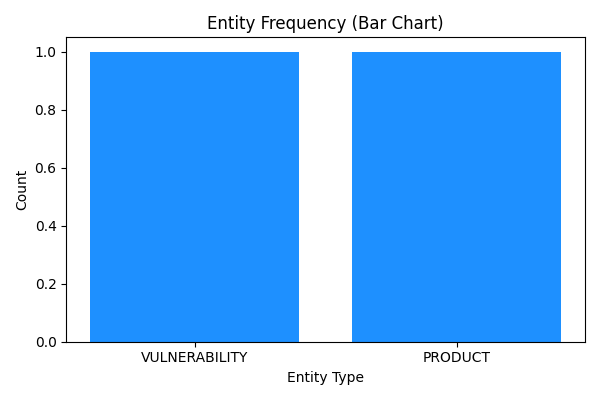 Entity Frequency (Bar Chart)
1.0
0.8
0.6
0.4
0.2
0.0
Count
VULNERABILITY PRODUCT
Entity Type